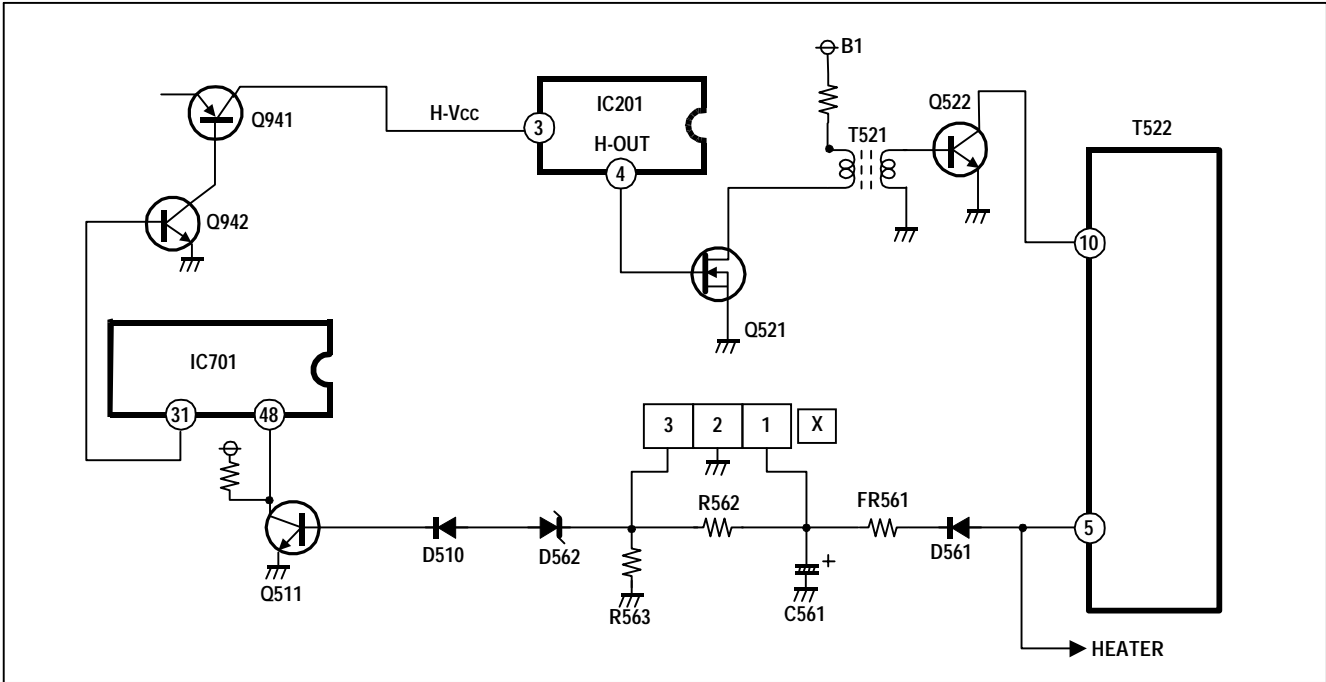 B1
Q941
H-Vcc
3
IC201
H-OUT
4
T521
Q522
T522
Q942
10
Q521
IC701
31
48
3
2
1
X
R562
FR561
5
D510
D562
D561
+
Q511
R563
C561
HEATER